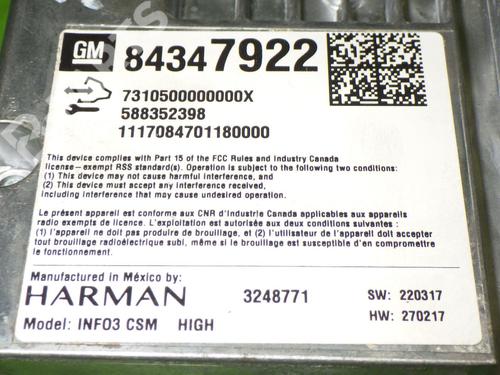 GM 84347922
7310500000000X
588352398
1117084701180000
This device complies with Part 15 of the FCC Rules and Industry Canada
license-exempt RSS standard(s). Operation is subject to the following two conditions:
(1) This device may not cause harmful interference, and
(2) This device must accept any interference received,
including interference that may cause undesired operation.
Le présent appareil est conforme aux CNR d'Industrie Canada applicables aux appareils
radio exempts de licence. L'exploitation est autorisée aux deux conditions suivantes :
(1) l'appareil ne doit pas produire de brouillage, et (2) l'utilisateur de l'appareil doit accepter
tout brouillage radioélectrique subi, même si le brouillage est susceptible d'en compromettre
le fonctionnement.
Manufactured in México by:
HARMAN 3248771 SW: 220317
Model: INFO3 CSM HIGH HW: 270217